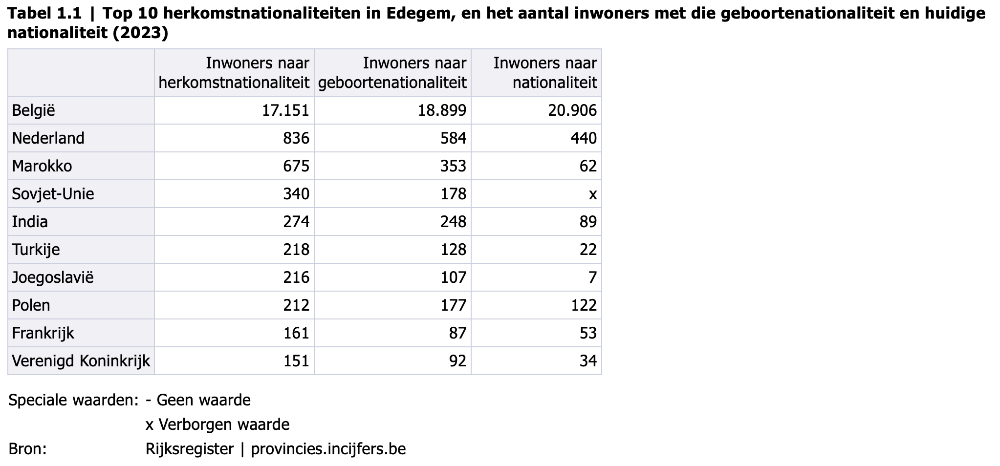 Tabel 1.1 | Top 10 herkomstnationaliteiten in Edegem, en het aantal inwoners met die geboortenationaliteit en huidige
nationaliteit (2023)
Inwoners naar herkomstnationaliteit Inwoners naar geboortenationaliteit Inwoners naar nationaliteit
België 17.151 18.899 20.906
Nederland 836 584 440
Marokko 675 353 62
Sovjet-Unie 340 178 x
India 274 248 89
Turkije 218 128 22
Joegoslavië 216 107 7
Polen 212 177 122
Frankrijk 161 87 53
Verenigd Koninkrijk 151 92 34
Speciale waarden: - Geen waarde
x Verborgen waarde
Bron: Rijksregister | provincies.incijfers.be